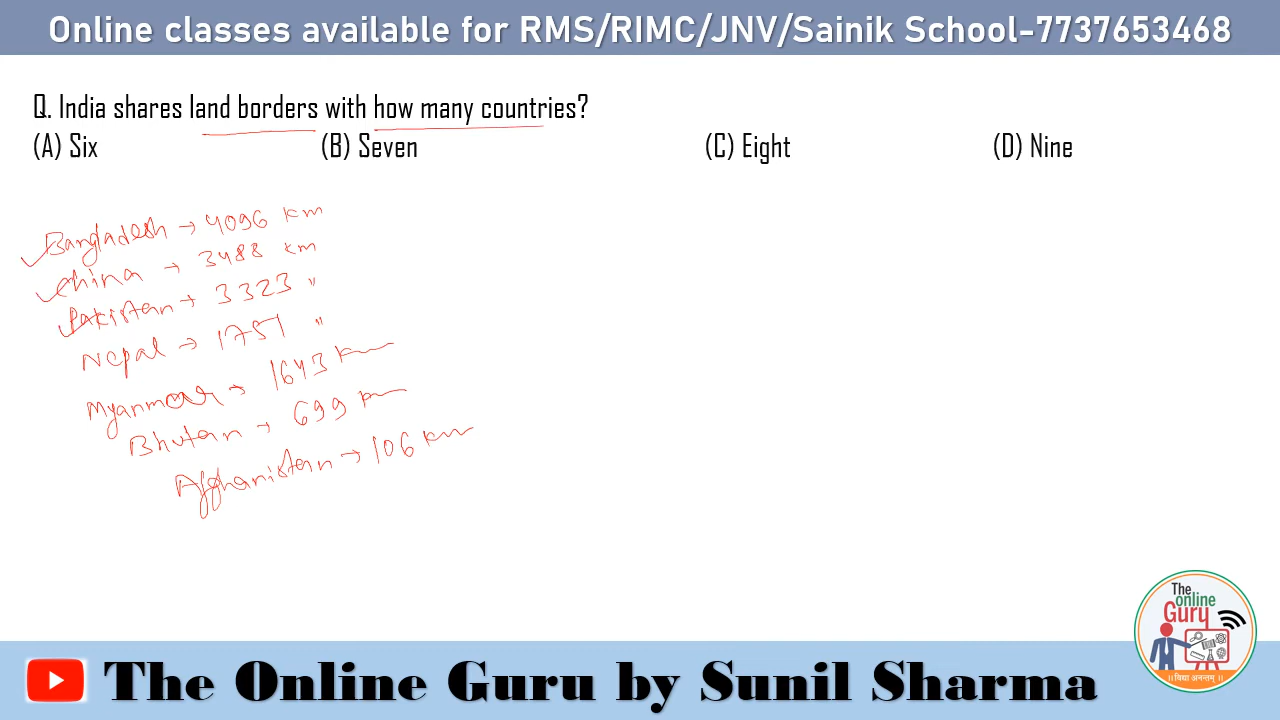 Online classes available for RMS/RIMC/JNV/Sainik School-7737653468
Q. India shares land borders with how many countries?
(A) Six (B) Seven (C) Eight (D) Nine
Bangladesh → 4096 km
China → 3488 km
Pakistan → 3323 "
Nepal → 1751 "
Myanmar → 1643 km
Bhutan → 699 km
Afghanistan → 106 km
The
online
Guru
।। विद्या अनन्तम् ।।
The Online Guru by Sunil Sharma